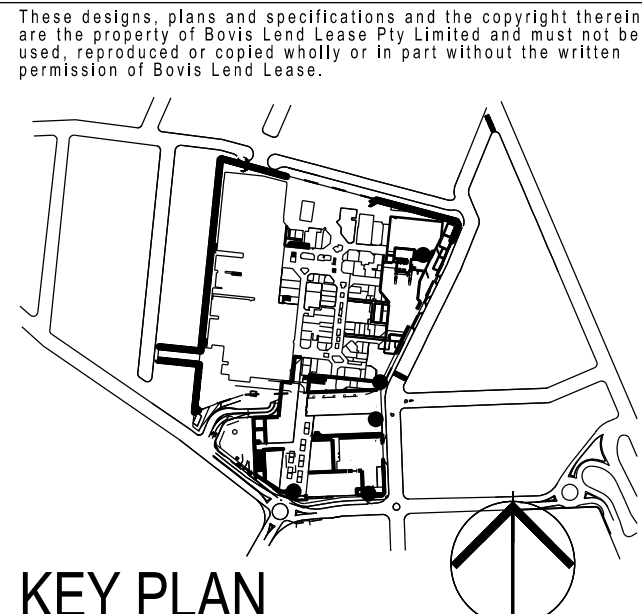 These designs, plans and specifications and the copyright therein
are the property of Bovis Lend Lease Pty Limited and must not be
used, reproduced or copied wholly or in part without the written
permission of Bovis Lend Lease.
KEY PLAN